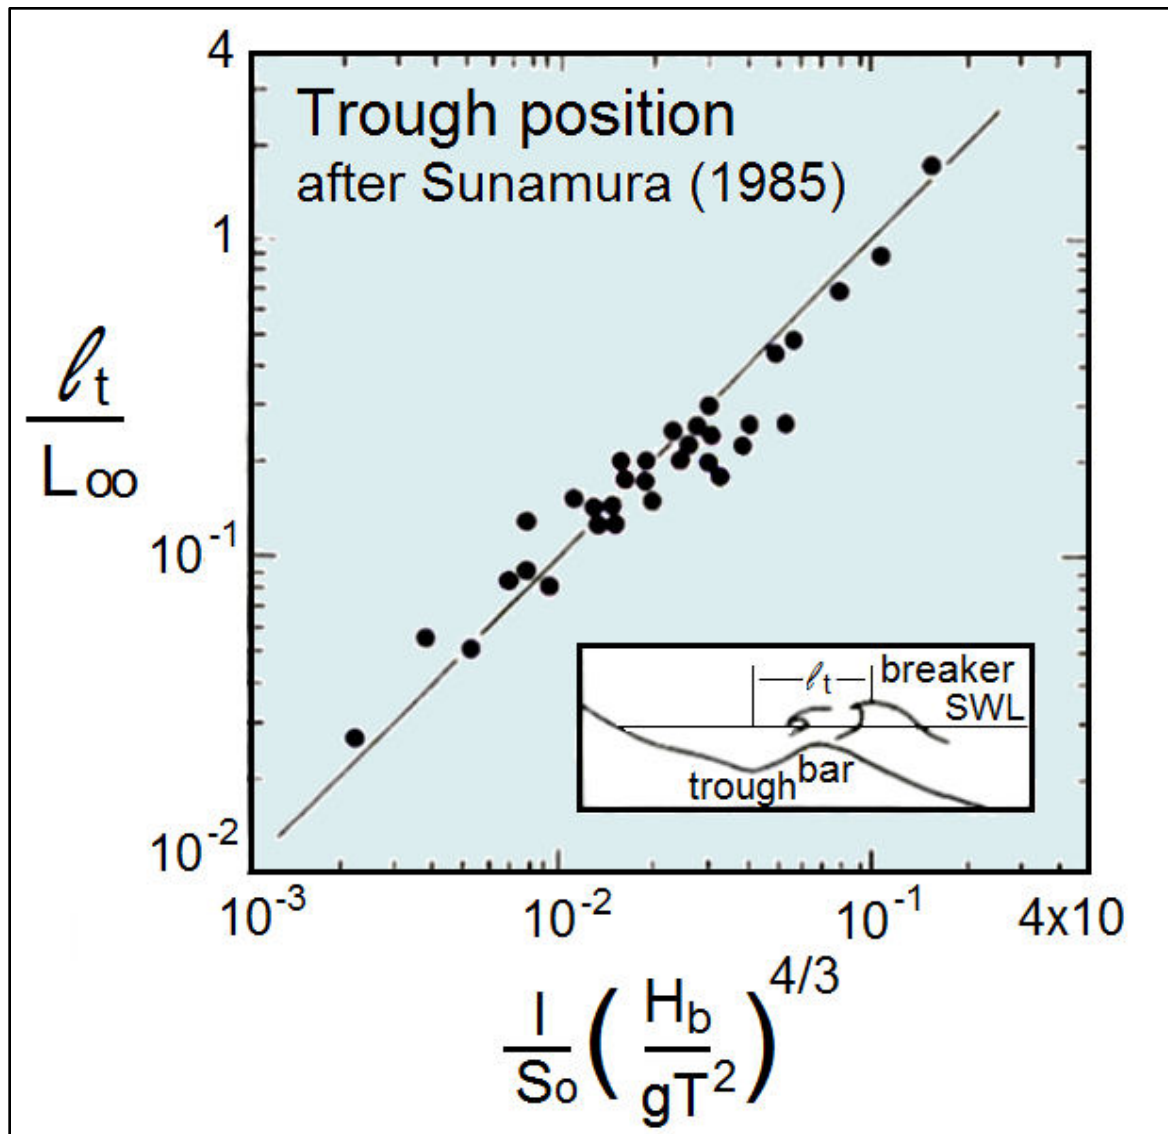 4
Trough position
after Sunamura (1985)
1
ℓt
L∞
10-1
ℓt breaker
SWL
bar
trough
10-2
10-3 10-2 10-1 4x10
I
So
( Hb
gT2 ) 4/3